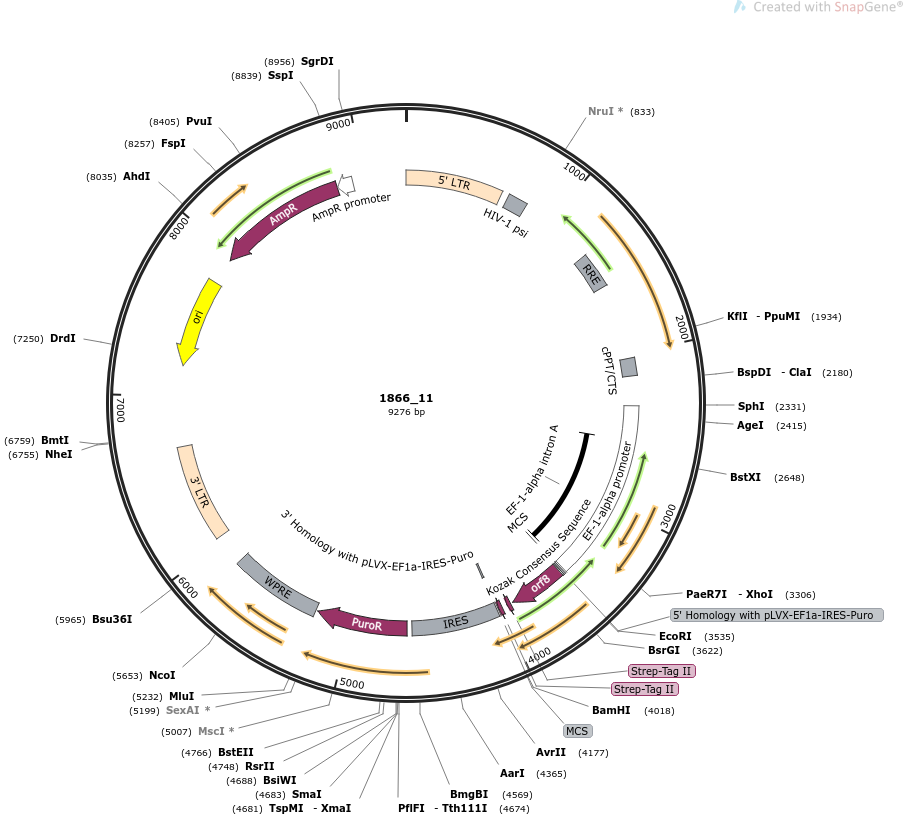 Created with SnapGene®
(8956) SgrDI
(8839) SspI
(8405) PvuI
(8257) FspI
(8035) AhdI
NruI * (833)
9000
1000
8000
2000
7000
3000
6000
4000
5000
5' LTR
HIV-1 psi
AmpR promoter
AmpR
RRE
ori
cPPT/CTS
(7250) DrdI
KflI - PpuMI (1934)
BspDI - ClaI (2180)
SphI (2331)
AgeI (2415)
BstXI (2648)
1866_11
9276 bp
(6759) BmtI
(6755) NheI
EF-1-alpha intron A
EF-1-alpha promoter
MCS
Kozak Consensus Sequence
3' Homology with pLVX-EF1a-IRES-Puro
3' LTR
WPRE
PuroR
IRES
orf8
PaeR7I - XhoI (3306)
5' Homology with pLVX-EF1a-IRES-Puro
EcoRI (3535)
BsrGI (3622)
Strep-Tag II
Strep-Tag II
BamHI (4018)
MCS
AvrII (4177)
AarI (4365)
BmgBI (4569)
PflFI - Tth111I (4674)
(5965) Bsu36I
(5653) NcoI
(5232) MluI
(5199) SexAI *
(5007) MscI *
(4766) BstEII
(4748) RsrII
(4688) BsiWI
(4683) SmaI
(4681) TspMI - XmaI